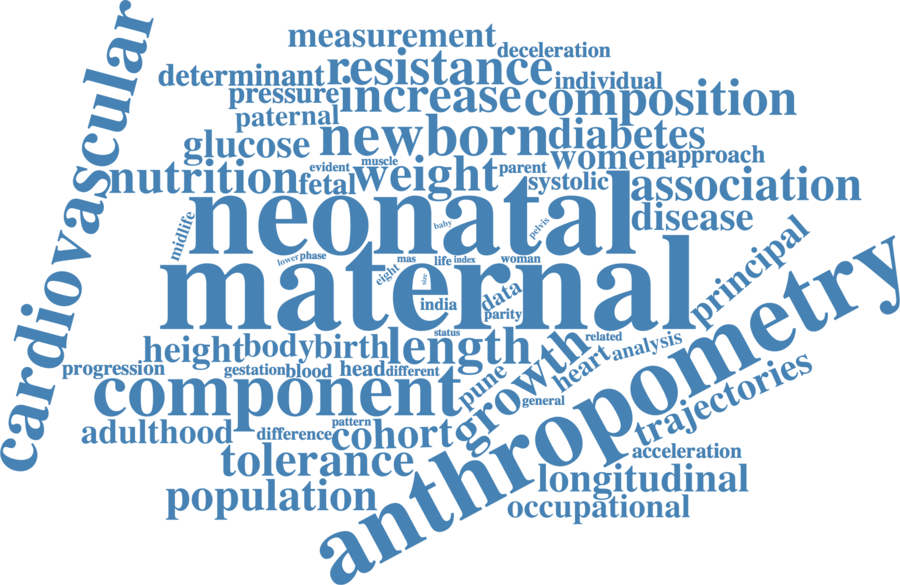 cardiovascular
measurement
deceleration
determinant
resistance
individual
pressure
increase
composition
paternal
newborn
diabetes
glucose
women
approach
evident
muscle
nutrition
fetal
weight
parent
systolic
association
midlife
neonatal
baby
pelvis
disease
lower
phase
mas
life
index
woman
eight
size
maternal
india
data
parity
principal
status
height
body
birth
length
related
progression
gestation
blood
head
different
pune
growth
heart
analysis
component
general
anthropometry
trajectories
adulthood
difference
pattern
cohort
acceleration
tolerance
longitudinal
population
occupational